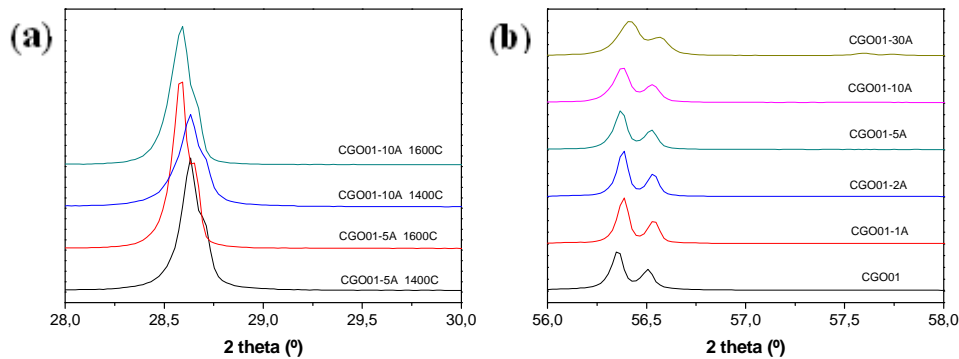 (a)
CGO01-10A 1600C
CGO01-10A 1400C
CGO01-5A 1600C
CGO01-5A 1400C
28,0 28,5 29,0 29,5 30,0
2 theta (º)
(b)
CGO01-30A
CGO01-10A
CGO01-5A
CGO01-2A
CGO01-1A
CGO01
56,0 56,5 57,0 57,5 58,0
2 theta (º)